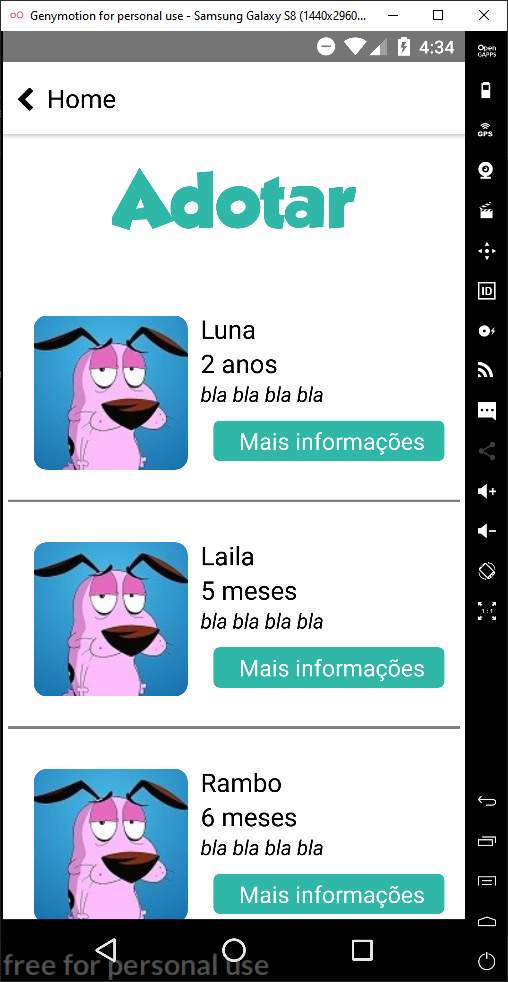 Genymotion for personal use - Samsung Galaxy S8 (1440x2960...
4:34
Open
GAPPS
Home
GPS
Adotar
ID
Luna
2 anos
bla bla bla bla
Mais informações
Laila
5 meses
bla bla bla bla
Mais informações
1:1
Rambo
6 meses
bla bla bla bla
Mais informações
free for personal use